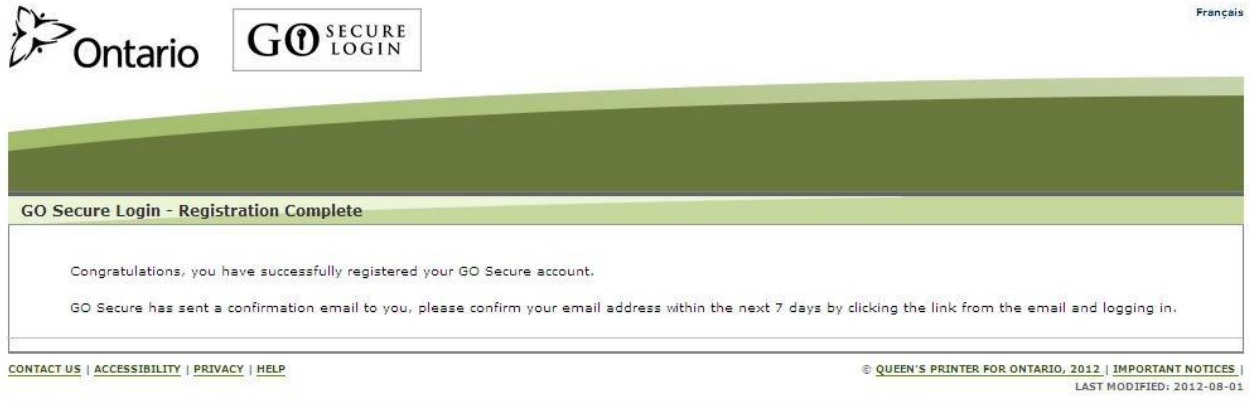 Français
Ontario
GO SECURE
LOGIN
GO Secure Login - Registration Complete
Congratulations, you have successfully registered your GO Secure account.
GO Secure has sent a confirmation email to you, please confirm your email address within the next 7 days by clicking the link from the email and logging in.
CONTACT US | ACCESSIBILITY | PRIVACY | HELP
© QUEEN'S PRINTER FOR ONTARIO, 2012 | IMPORTANT NOTICES |
LAST MODIFIED: 2012-08-01